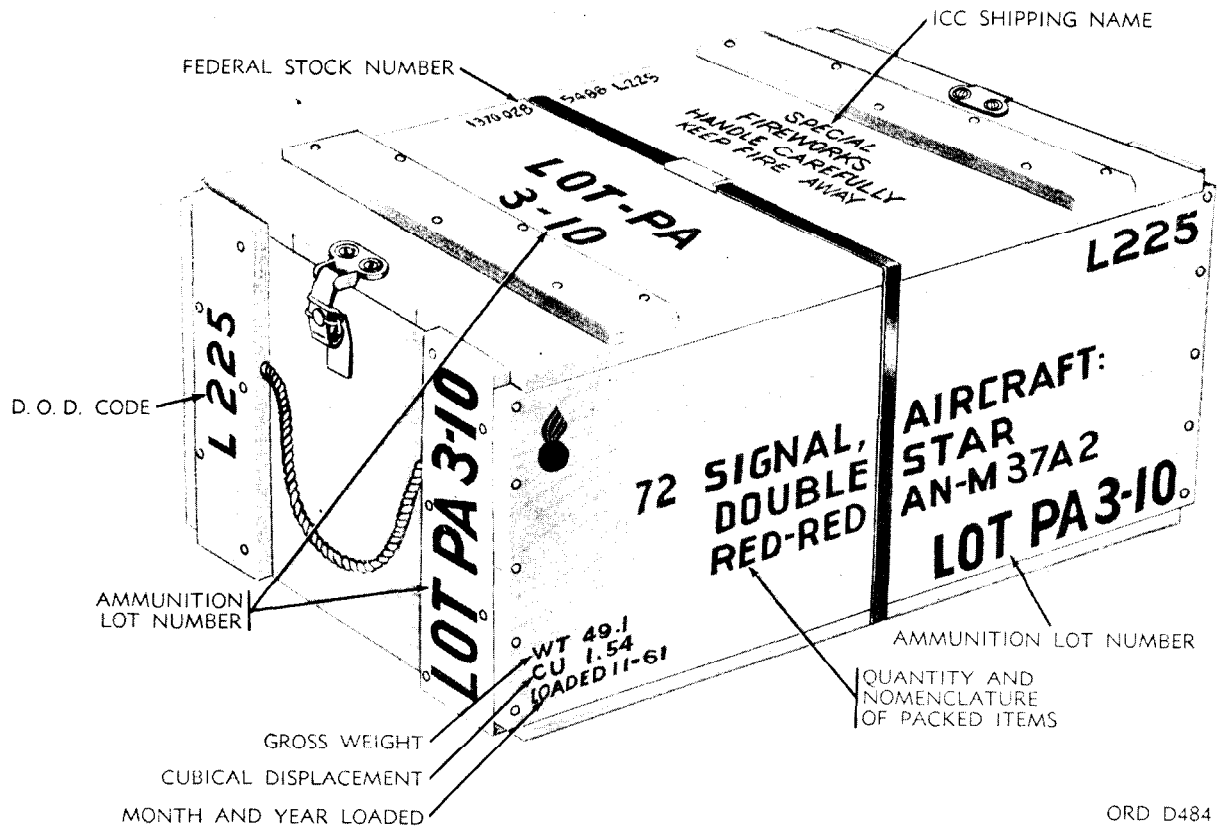 ICC SHIPPING NAME
FEDERAL STOCK NUMBER
1370 028 5488 L225
SPECIAL
FIREWORKS
HANDLE CAREFULLY
KEEP FIRE AWAY
LOT-PA
3-10
L225
L225
D.O.D. CODE
LOT PA 3-10
72 SIGNAL, AIRCRAFT:
DOUBLE STAR
RED-RED AN-M37A2
LOT PA 3-10
AMMUNITION
LOT NUMBER
WT 49.1
CU 1.54
LOADED 11-61
AMMUNITION LOT NUMBER
QUANTITY AND
NOMENCLATURE
OF PACKED ITEMS
GROSS WEIGHT
CUBICAL DISPLACEMENT
MONTH AND YEAR LOADED
ORD D484